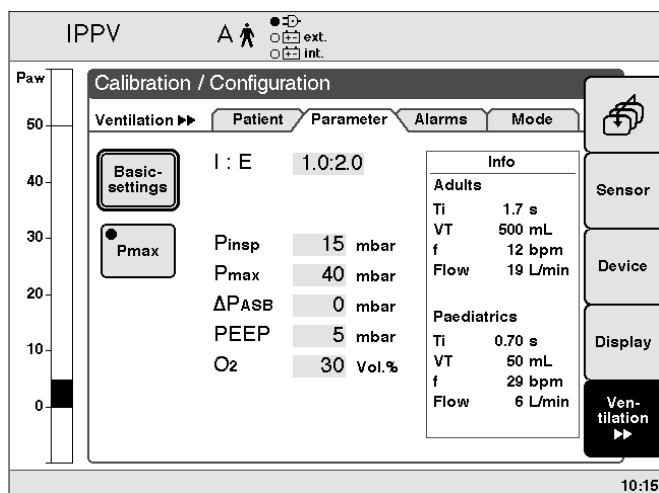 IPPV
A
ext.
int.
Paw
50
40
30
20
10
0
Calibration / Configuration
Ventilation ▶▶ Patient Parameter Alarms Mode
Basic-
settings
Pmax
I : E 1.0:2.0
Pinsp 15 mbar
Pmax 40 mbar
ΔPASB 0 mbar
PEEP 5 mbar
O2 30 Vol.%
Info
Adults
Ti 1.7 s
VT 500 mL
f 12 bpm
Flow 19 L/min
Paediatrics
Ti 0.70 s
VT 50 mL
f 29 bpm
Flow 6 L/min
Sensor
Device
Display
Ven-
tilation
▶▶
10:15